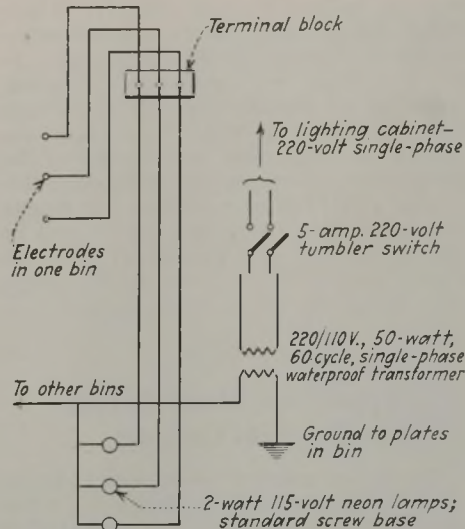 Terminal block
To lighting cabinet—
220-volt single-phase
Electrodes
in one bin
5-amp. 220-volt
tumbler switch
220/110V., 50-watt,
60 cycle, single-phase
waterproof transformer
To other bins
Ground to plates
in bin
2-watt 115-volt neon lamps;
standard screw base